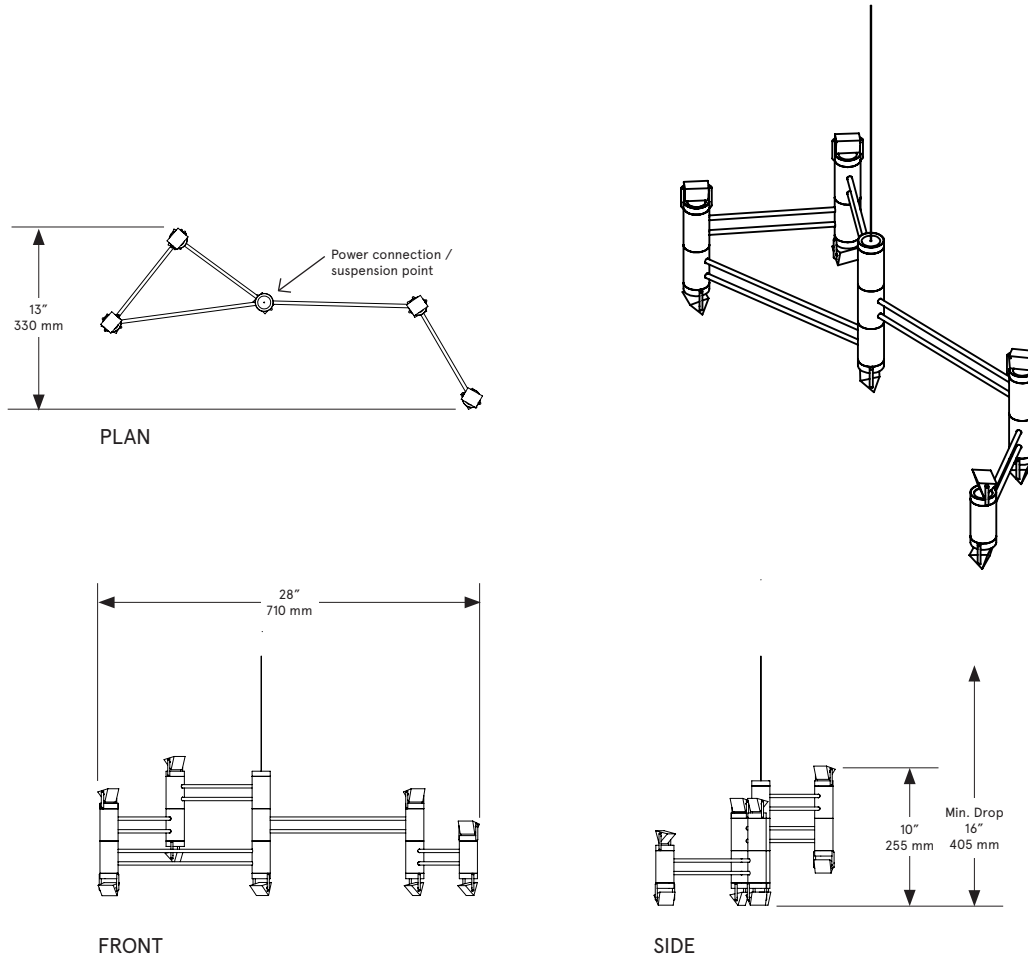 Power connection /
suspension point
13"
330 mm
PLAN
28"
710 mm
10"
255 mm
Min. Drop
16"
405 mm
FRONT
SIDE